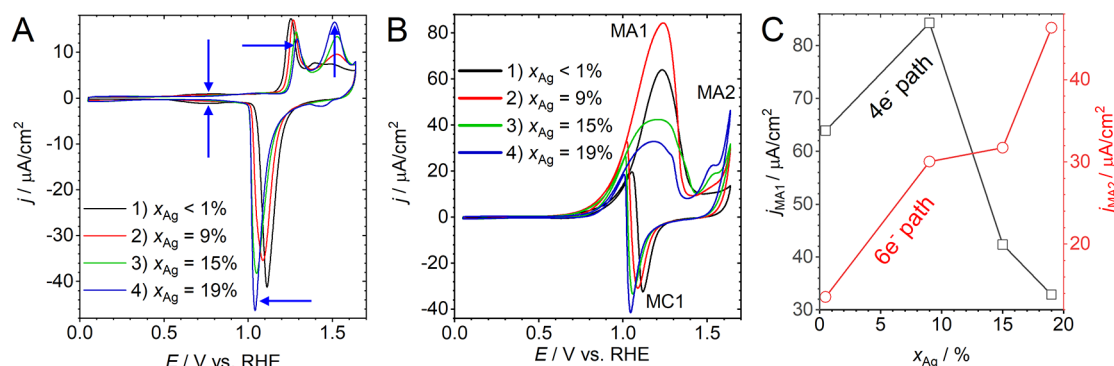 A
10
0
-10
-20
-30
-40
j / µA/cm²
1) xAg < 1%
2) xAg = 9%
3) xAg = 15%
4) xAg = 19%
0.0
0.5
1.0
1.5
E / V vs. RHE
B
80
60
40
20
0
-20
-40
j / µA/cm²
MA1
1) xAg < 1%
2) xAg = 9%
3) xAg = 15%
4) xAg = 19%
MA2
MC1
0.0
0.5
1.0
1.5
E / V vs. RHE
C
80
70
60
50
40
30
jMA1 / µA/cm²
4e⁻ path
6e⁻ path
40
30
20
jMA2 / µA/cm²
0
5
10
15
20
xAg / %